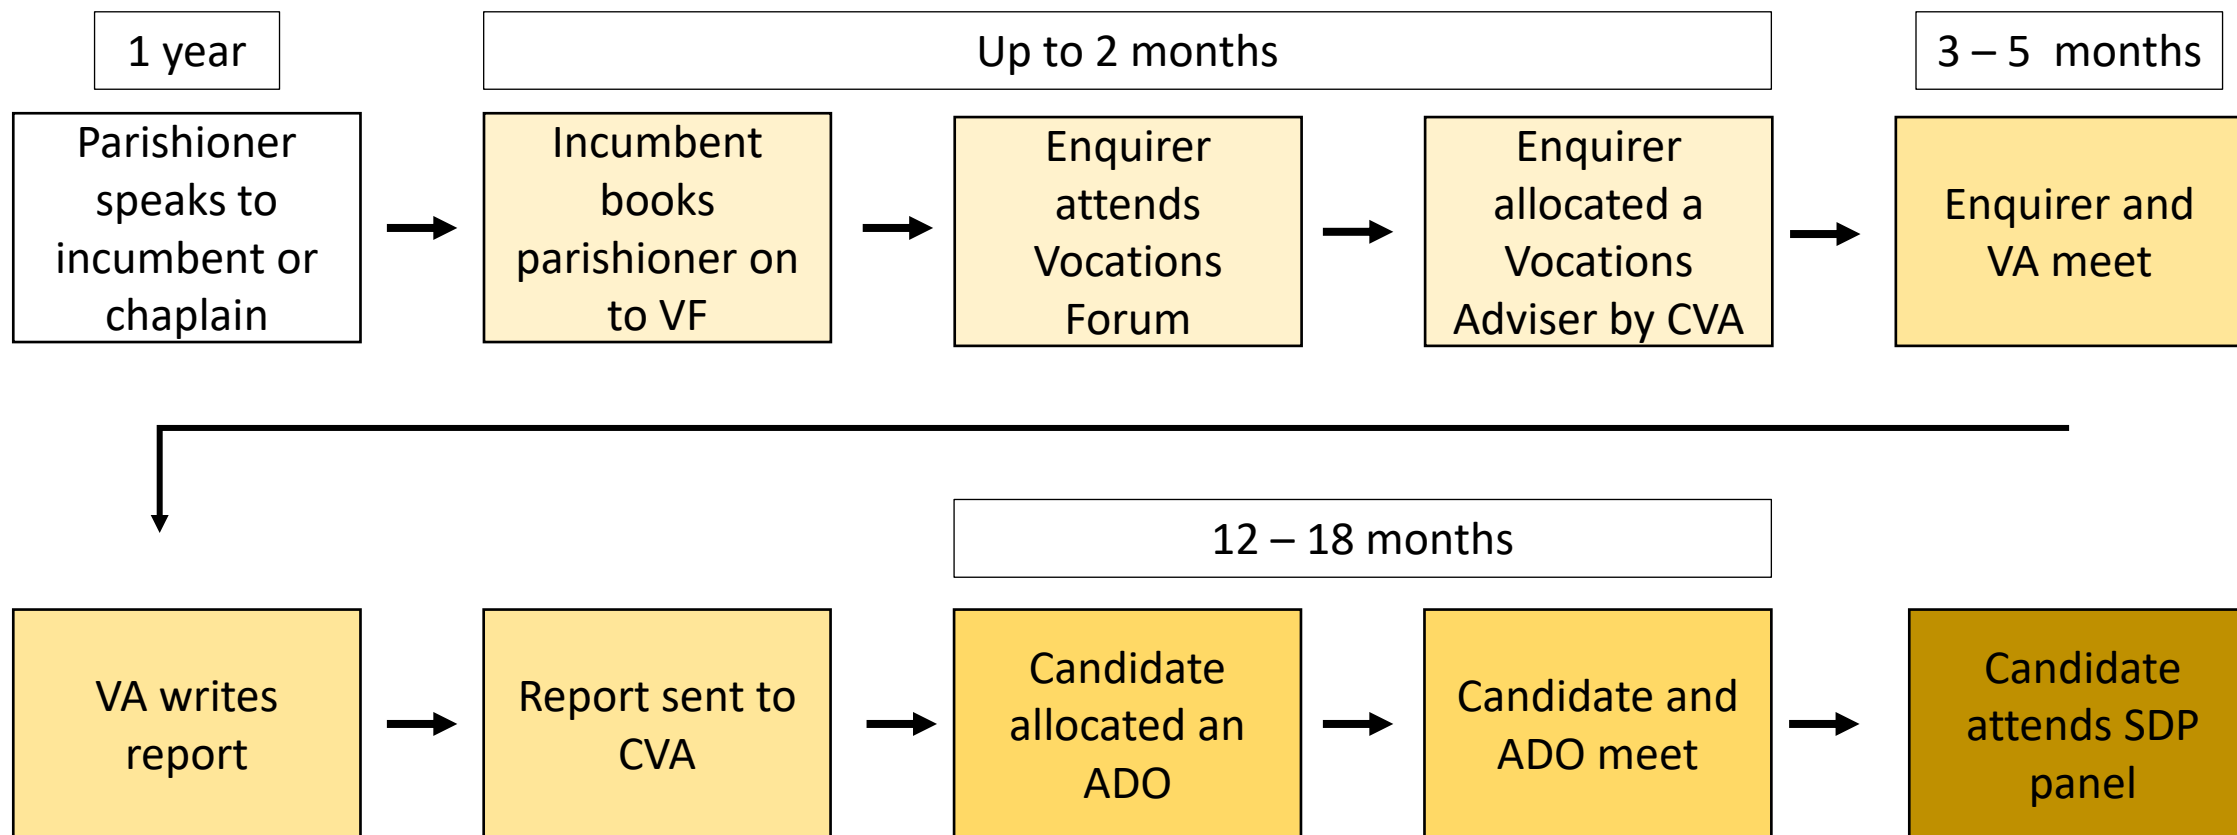 1 year
Up to 2 months
3 – 5 months
Parishioner
speaks to
incumbent or
chaplain
Incumbent
books
parishioner on
to VF
Enquirer
attends
Vocations
Forum
Enquirer
allocated a
Vocations
Adviser by CVA
Enquirer and
VA meet
12 – 18 months
VA writes
report
Report sent to
CVA
Candidate
allocated an
ADO
Candidate and
ADO meet
Candidate
attends SDP
panel